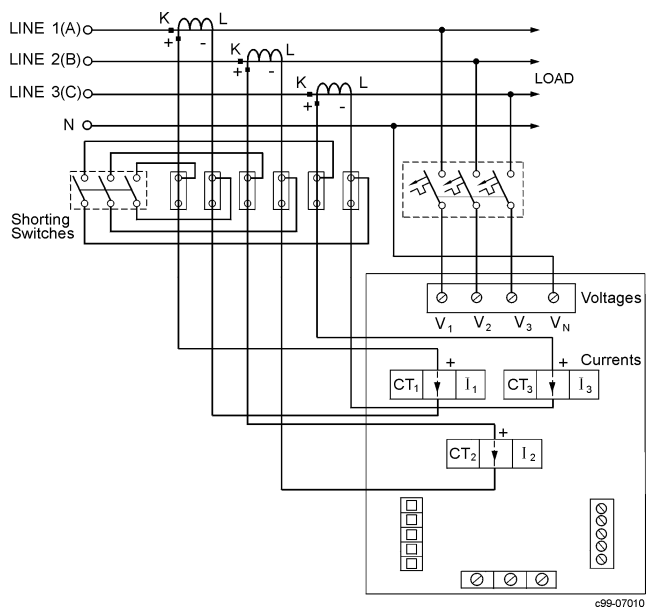 K L
LINE 1(A)
+ -
K L
LINE 2(B)
+ -
LOAD
K L
LINE 3(C)
+ -
N
Shorting
Switches
Voltages
V1 V2 V3 VN
Currents
+ +
CT1 I1 CT3 I3
+
CT2 I2
c99-07010